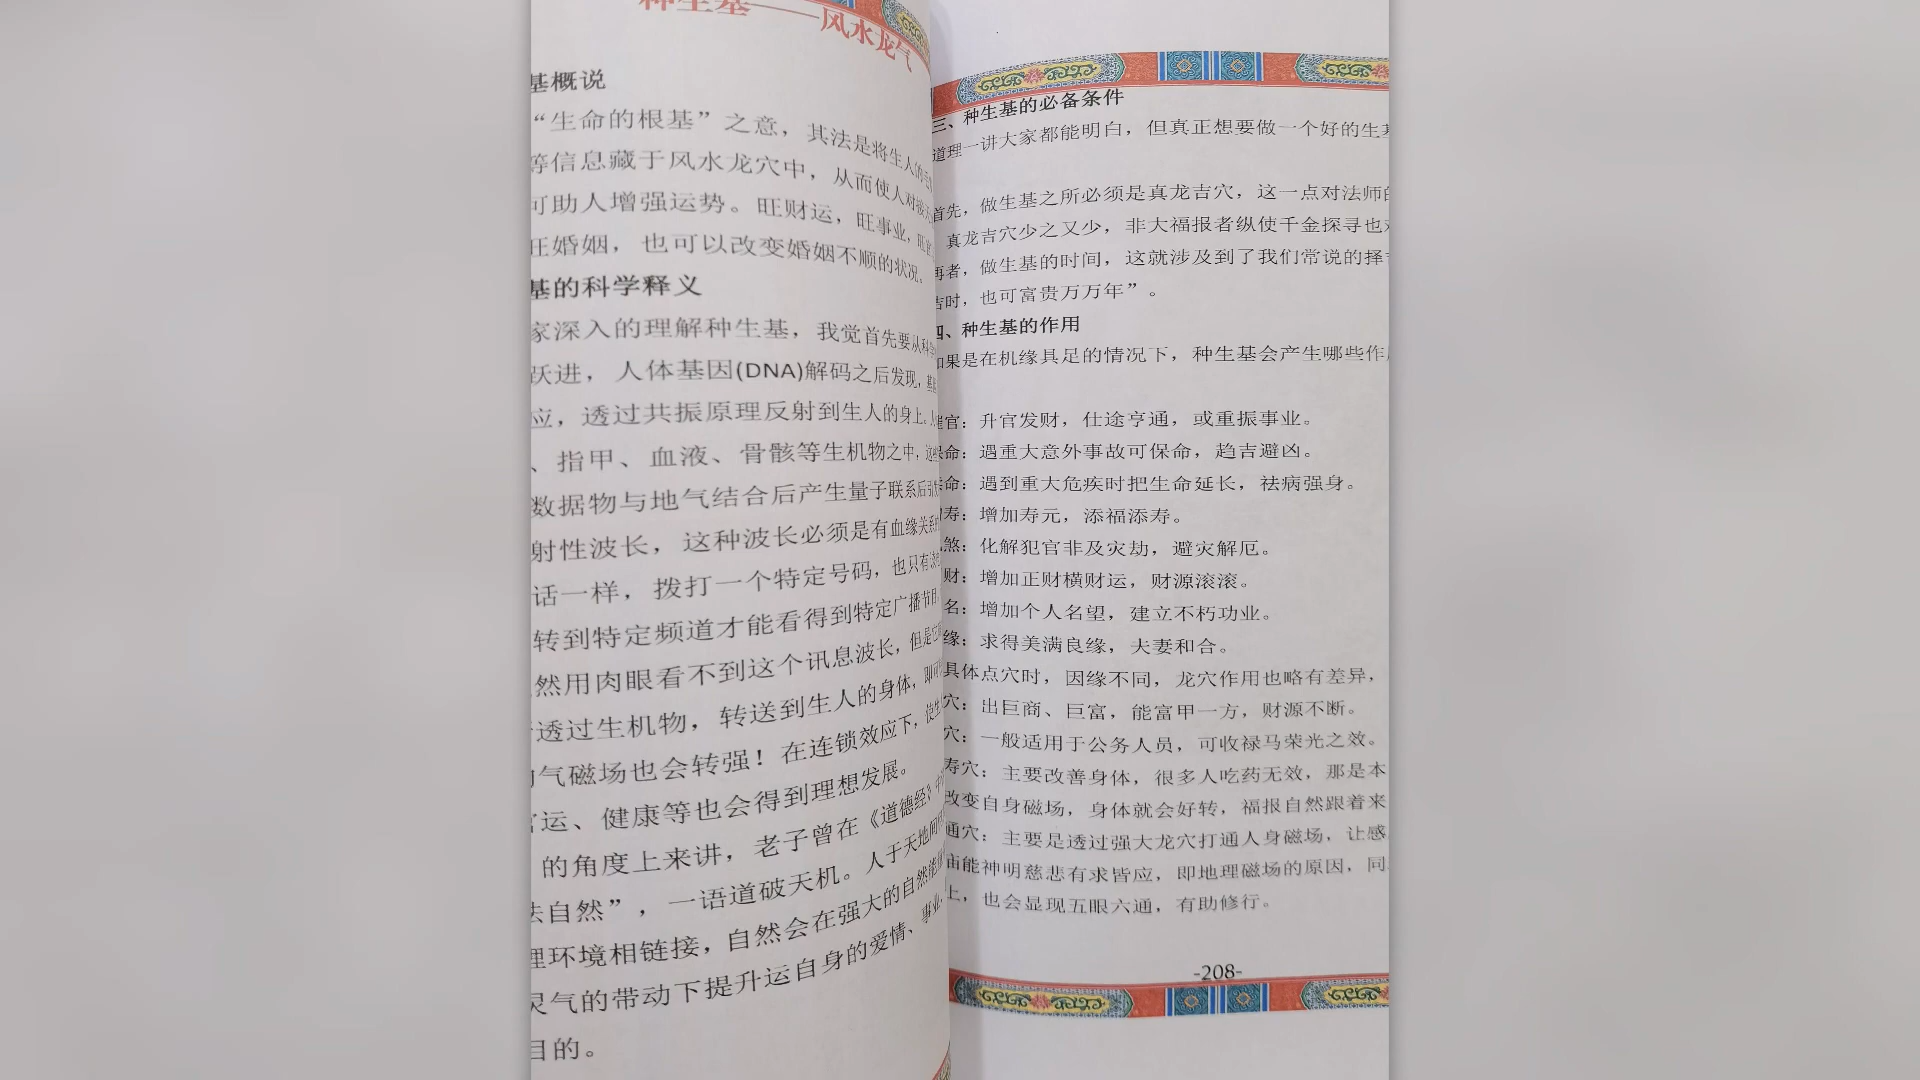 种生基——风水龙气
基概说
“生命的根基”之意，其法是将生人的
等信息藏于风水龙穴中，从而使人对接
可助人增强运势。旺财运，旺事业，旺
旺婚姻，也可以改变婚姻不顺的状况。
基的科学释义
家深入的理解种生基，我觉首先要从科学
跃进，人体基因(DNA)解码之后发现，基
应，透过共振原理反射到生人的身上。人
、指甲、血液、骨骸等生机物之中，这些
数据物与地气结合后产生量子联系后引
射性波长，这种波长必须是有血缘关系
话一样，拨打一个特定号码，也只有
转到特定频道才能看得到特定广播节目
然用肉眼看不到这个讯息波长，但是它
透过生机物，转送到生人的身体，即可
气磁场也会转强！在连锁效应下，使
官运、健康等也会得到理想发展。
的角度上来讲，老子曾在《道德经》中
法自然”，一语道破天机。人于天地间
理环境相链接，自然会在强大的自然能
灵气的带动下提升运自身的爱情、事业
目的。
三、种生基的必备条件
道理一讲大家都能明白，但真正想要做一个好的生基
首先，做生基之所必须是真龙吉穴，这一点对法师的
真龙吉穴少之又少，非大福报者纵使千金探寻也难
再者，做生基的时间，这就涉及到了我们常说的择
吉时，也可富贵万万年”。
四、种生基的作用
如果是在机缘具足的情况下，种生基会产生哪些作用
催官：升官发财，仕途亨通，或重振事业。
保命：遇重大意外事故可保命，趋吉避凶。
命：遇到重大危疾时把生命延长，祛病强身。
寿：增加寿元，添福添寿。
煞：化解犯官非及灾劫，避灾解厄。
财：增加正财横财运，财源滚滚。
名：增加个人名望，建立不朽功业。
缘：求得美满良缘，夫妻和合。
具体点穴时，因缘不同，龙穴作用也略有差异，
穴：出巨商、巨富，能富甲一方，财源不断。
穴：一般适用于公务人员，可收禄马荣光之效。
寿穴：主要改善身体，很多人吃药无效，那是本
改变自身磁场，身体就会好转，福报自然跟着来
通穴：主要是透过强大龙穴打通人身磁场，让感
庙能神明慈悲有求皆应，即地理磁场的原因，同
上，也会显现五眼六通，有助修行。
-208-